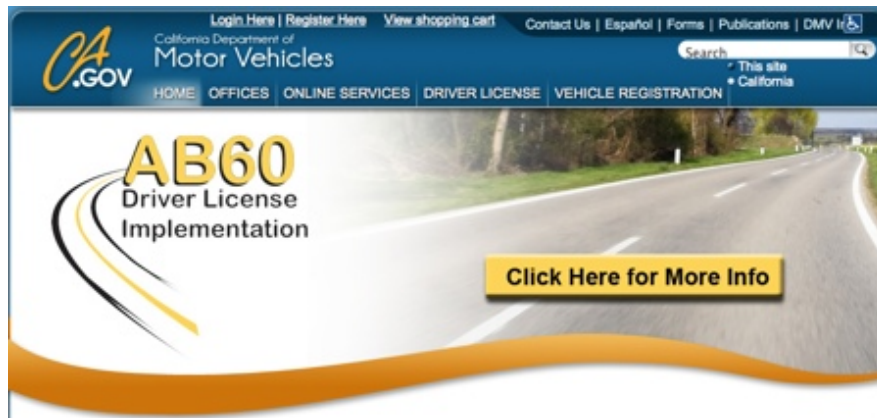 Login Here | Register Here View shopping cart Contact Us | Español | Forms | Publications | DMV
California Department of
Motor Vehicles
CA
.GOV
Search
This site
California
HOME OFFICES ONLINE SERVICES DRIVER LICENSE VEHICLE REGISTRATION
AB60
Driver License
Implementation
Click Here for More Info